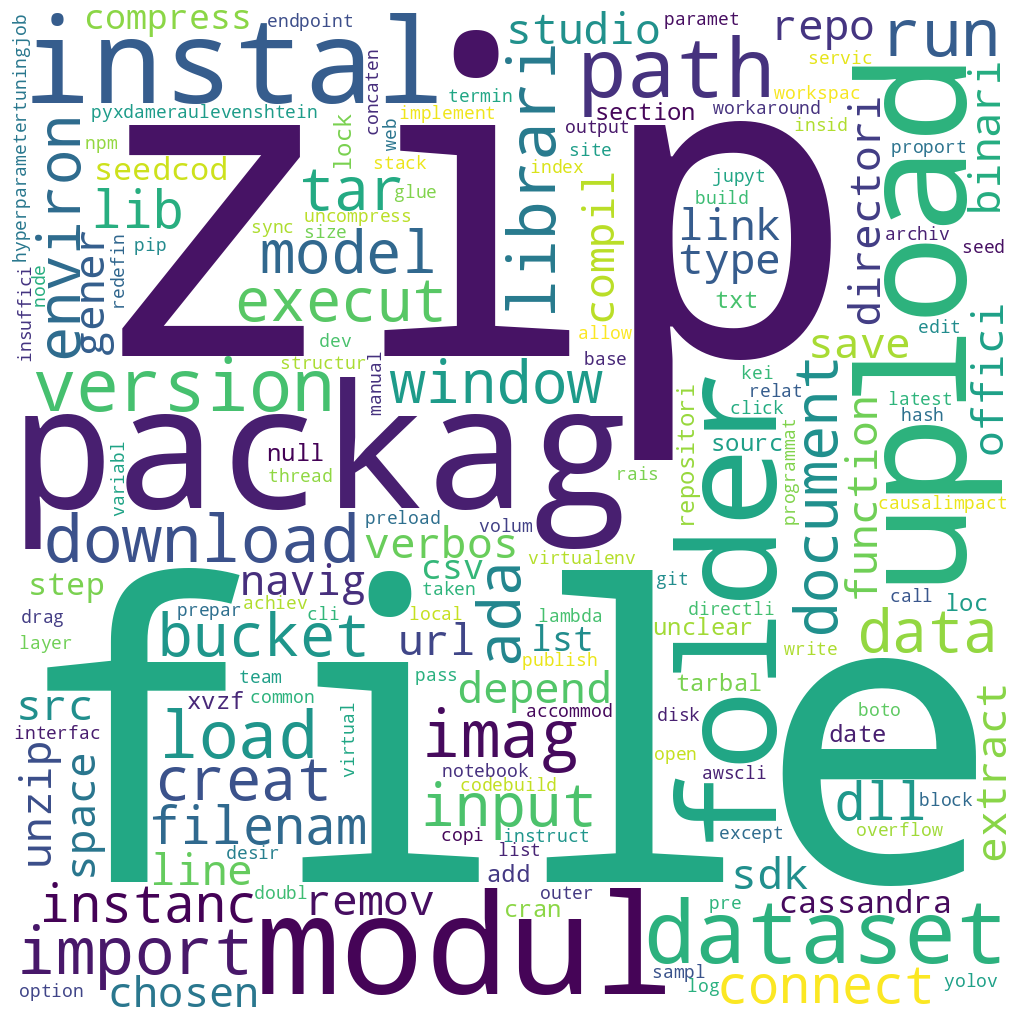 compress
endpoint
instal
studio
paramet
repo
run
servic
path
librari
hyperparametertuningjob
pyxdameraulevenshtein
concaten
termin
implement
section
workaround
workspac
insid
output
zip
environ
npm
seedcod
lock
web
stack
tar
glue
index
site
compil
jupyt
build
link
type
txt
directori
upload
proport
binari
archiv
seed
lib
pip
gener
redefin
node
insuffici
sync
uncompress
size
model
execut
dev
structur
allow
base
edit
save
offici
version
manual
window
kei
relat
click
latest
hash
packag
null
thread
variabl
rais
repositori
sourc
programmat
document
function
causalimpact
folder
download
preload
volum
verbos
virtualenv
csv
step
navig
taken
git
drag
prepar
achiev
cli
local
ada
lambda
directli
call
loc
layer
bucket
url
lst
unclear
write
data
file
team
common
pass
publish
src
xvzf
depend
tarbal
accommod
disk
boto
interfac
date
load
virtual
imag
open
extract
unzip
space
creat
notebook
codebuild
awscli
dll
block
input
filenam
copi
instruct
except
overflow
desir
list
line
doubl
add
outer
sdk
pre
cassandra
instanc
remov
cran
modul
dataset
import
sampl
log
connect
yolov
option
chosen